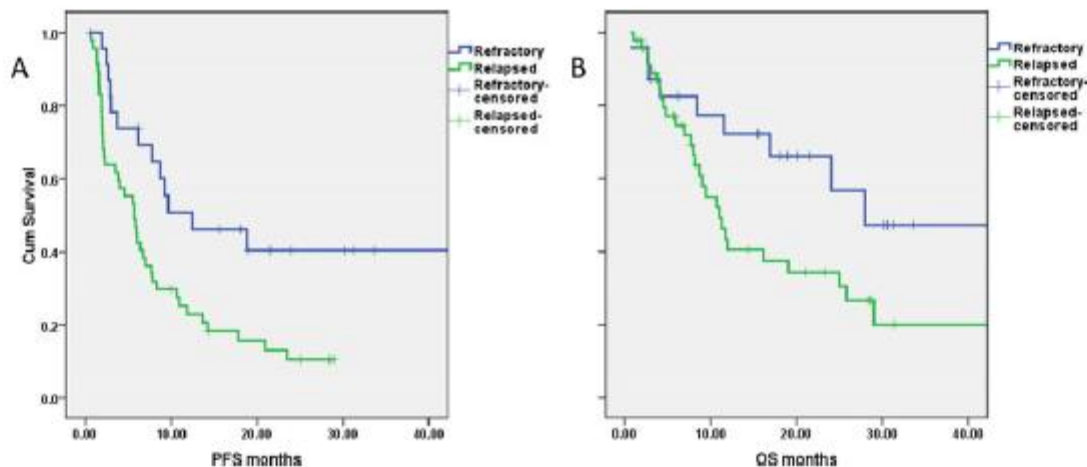 A
Cum Survival
1.0
0.8
0.6
0.4
0.2
0.0
0.00 10.00 20.00 30.00 40.00
PFS months
Refractory
Relapsed
Refractory-
censored
Relapsed-
censored
B
0.00 10.00 20.00 30.00 40.00
OS months
Refractory
Relapsed
Refractory-
censored
Relapsed-
censored